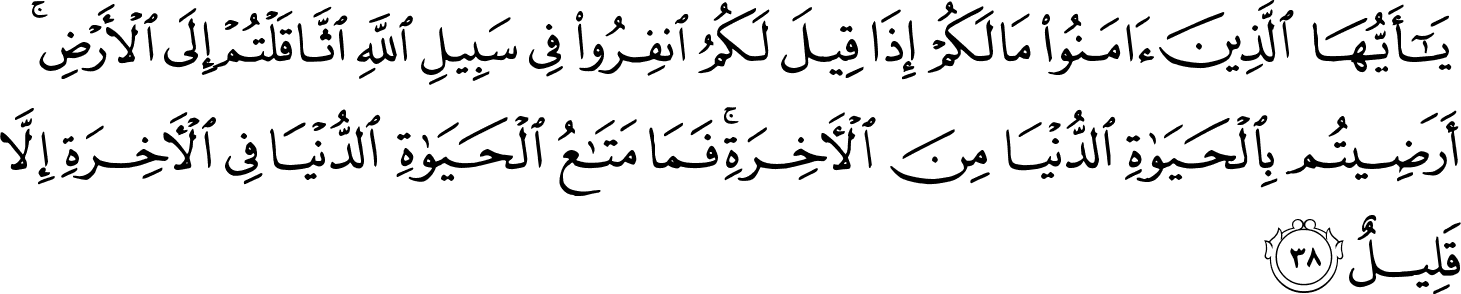 يَـٰٓأَيُّهَا ٱلَّذِينَ ءَامَنُوا۟ مَا لَكُمْ إِذَا قِيلَ لَكُمُ ٱنفِرُوا۟ فِى سَبِيلِ ٱللَّهِ ٱثَّاقَلْتُمْ إِلَى ٱلْأَرْضِ ۚ
أَرَضِيتُم بِٱلْحَيَوٰةِ ٱلدُّنْيَا مِنَ ٱلْـَٔاخِرَةِ ۚ فَمَا مَتَـٰعُ ٱلْحَيَوٰةِ ٱلدُّنْيَا فِى ٱلْـَٔاخِرَةِ إِلَّا
قَلِيلٌ ٣٨